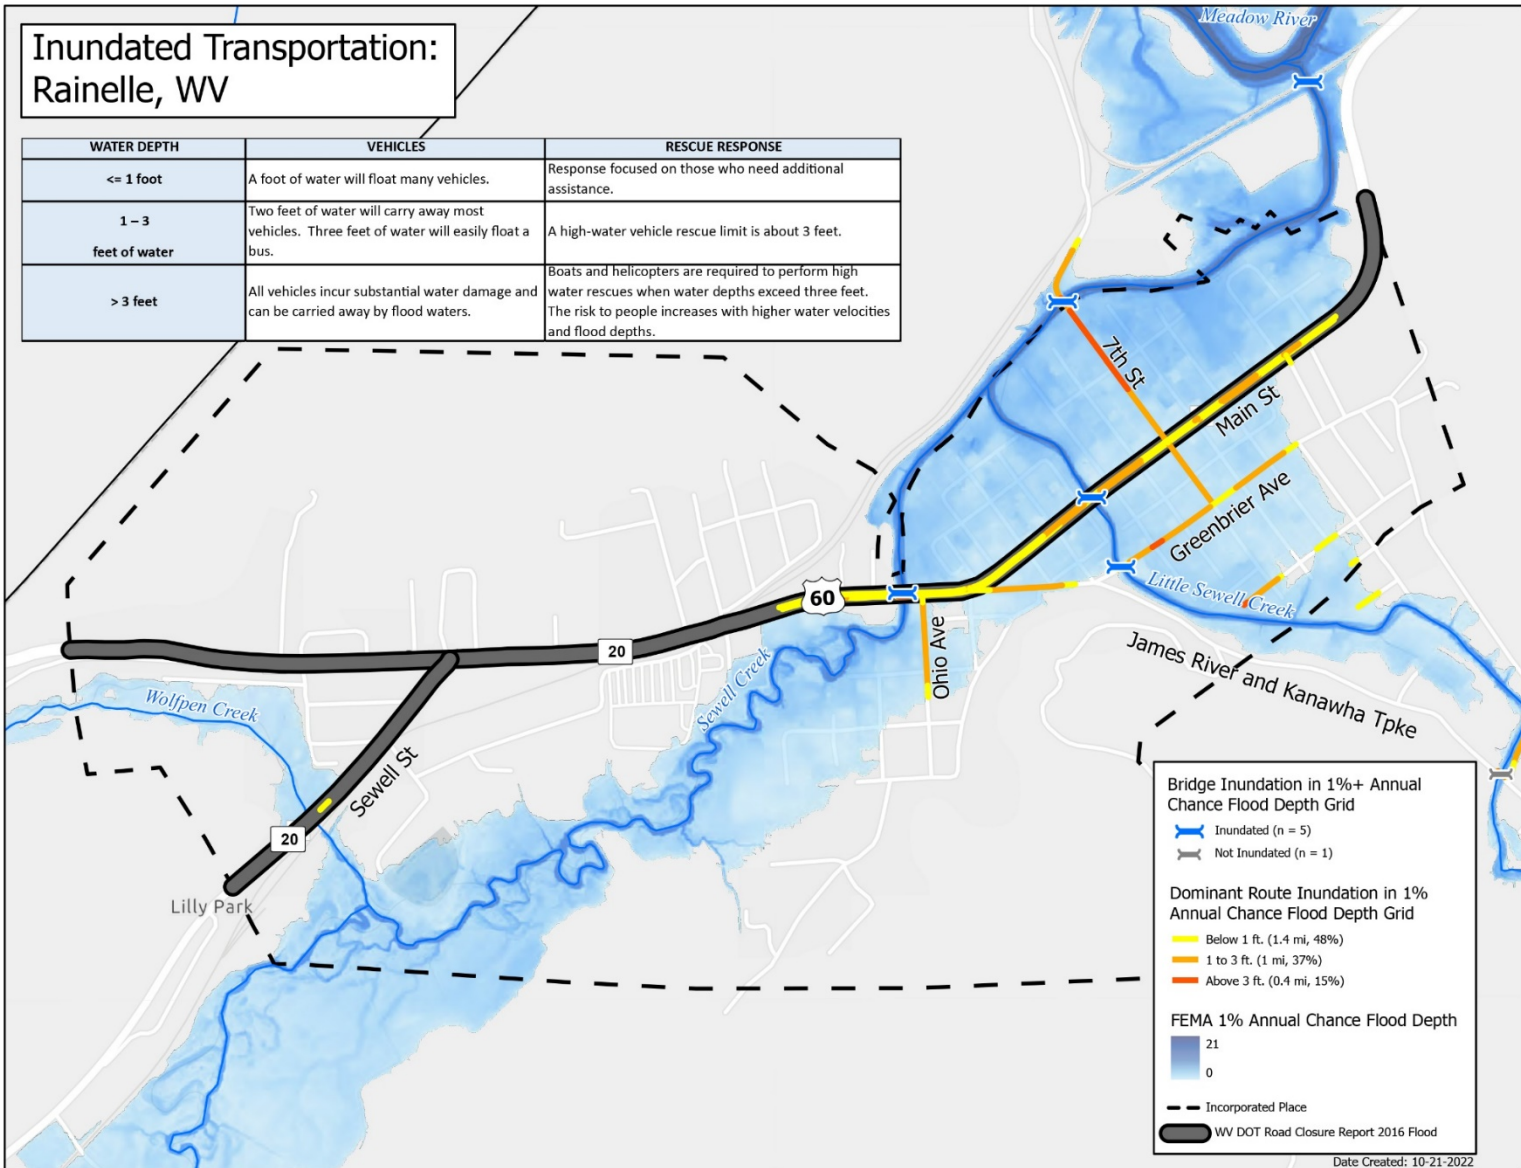 Inundated Transportation:
Rainelle, WV
WATER DEPTH VEHICLES RESCUE RESPONSE
<= 1 foot
A foot of water will float many vehicles.
Response focused on those who need additional
assistance.
1 – 3
feet of water
Two feet of water will carry away most
vehicles. Three feet of water will easily float a
bus.
A high-water vehicle rescue limit is about 3 feet.
> 3 feet
All vehicles incur substantial water damage and
can be carried away by flood waters.
Boats and helicopters are required to perform high
water rescues when water depths exceed three feet.
The risk to people increases with higher water velocities
and flood depths.
Meadow River
7th St
Main St
Greenbrier Ave
Little Sewell Creek
60
Ohio Ave
20
James River and Kanawha Tpke
Sewell Creek
Wolfpen Creek
Sewell St
20
Lilly Park
Bridge Inundation in 1%+ Annual
Chance Flood Depth Grid
Inundated (n = 5)
Not Inundated (n = 1)
Dominant Route Inundation in 1%
Annual Chance Flood Depth Grid
Below 1 ft. (1.4 mi, 48%)
1 to 3 ft. (1 mi, 37%)
Above 3 ft. (0.4 mi, 15%)
FEMA 1% Annual Chance Flood Depth
21
0
Incorporated Place
WV DOT Road Closure Report 2016 Flood
Date Created: 10-21-2022